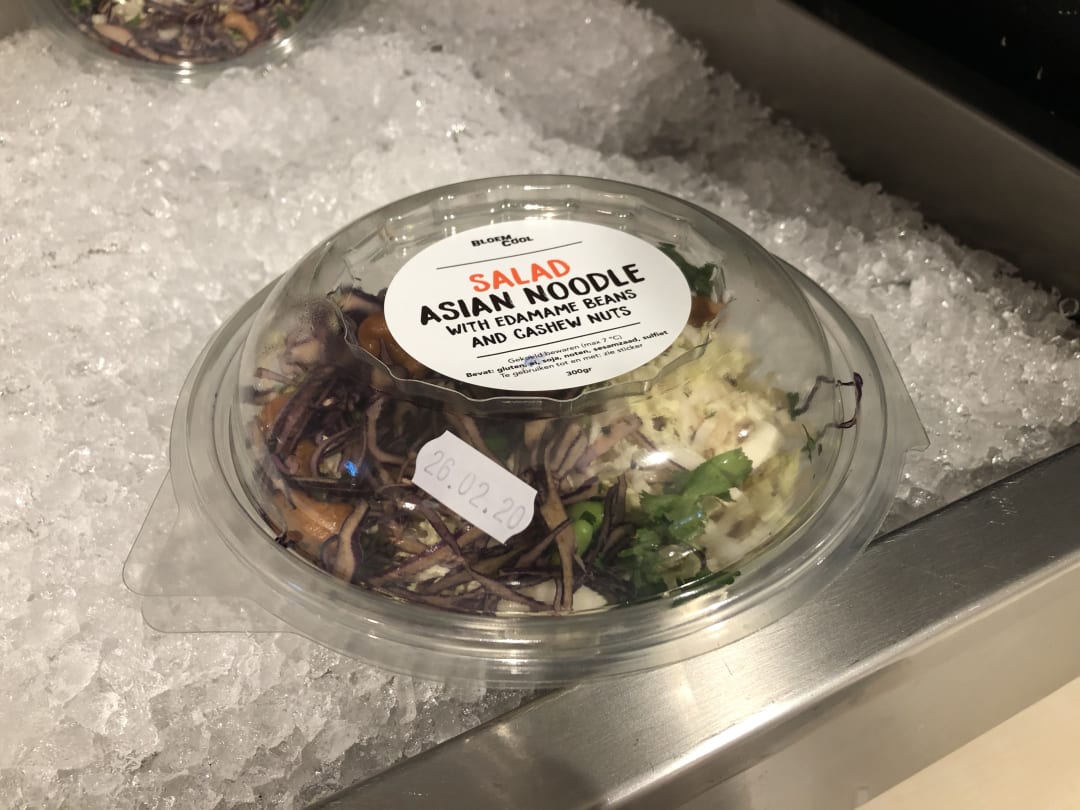 BLOEM
COOL
SALAD
ASIAN NOODLE
WITH EDAMAME BEANS
AND CASHEW NUTS
Gekoeld bewaren (max 7 °C)
Bevat: gluten, ei, soja, noten, sesamzaad, sulfiet
Te gebruiken tot en met: zie sticker
300gr
26.02.20